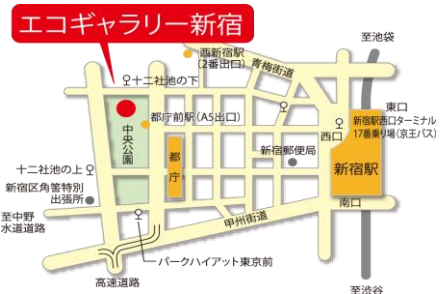 エコギャラリー新宿
至池袋
西新宿駅
(2番出口)
青梅街道
十二社池の下
東口
都庁前駅(A5出口)
新宿駅西口ターミナル
17番乗り場(京王バス)
西口
中央公園
都庁
新宿郵便局
新宿駅
十二社池の上
新宿区角筈特別
出張所
南口
至中野
水道道路
甲州街道
パークハイアット東京前
高速道路
至渋谷